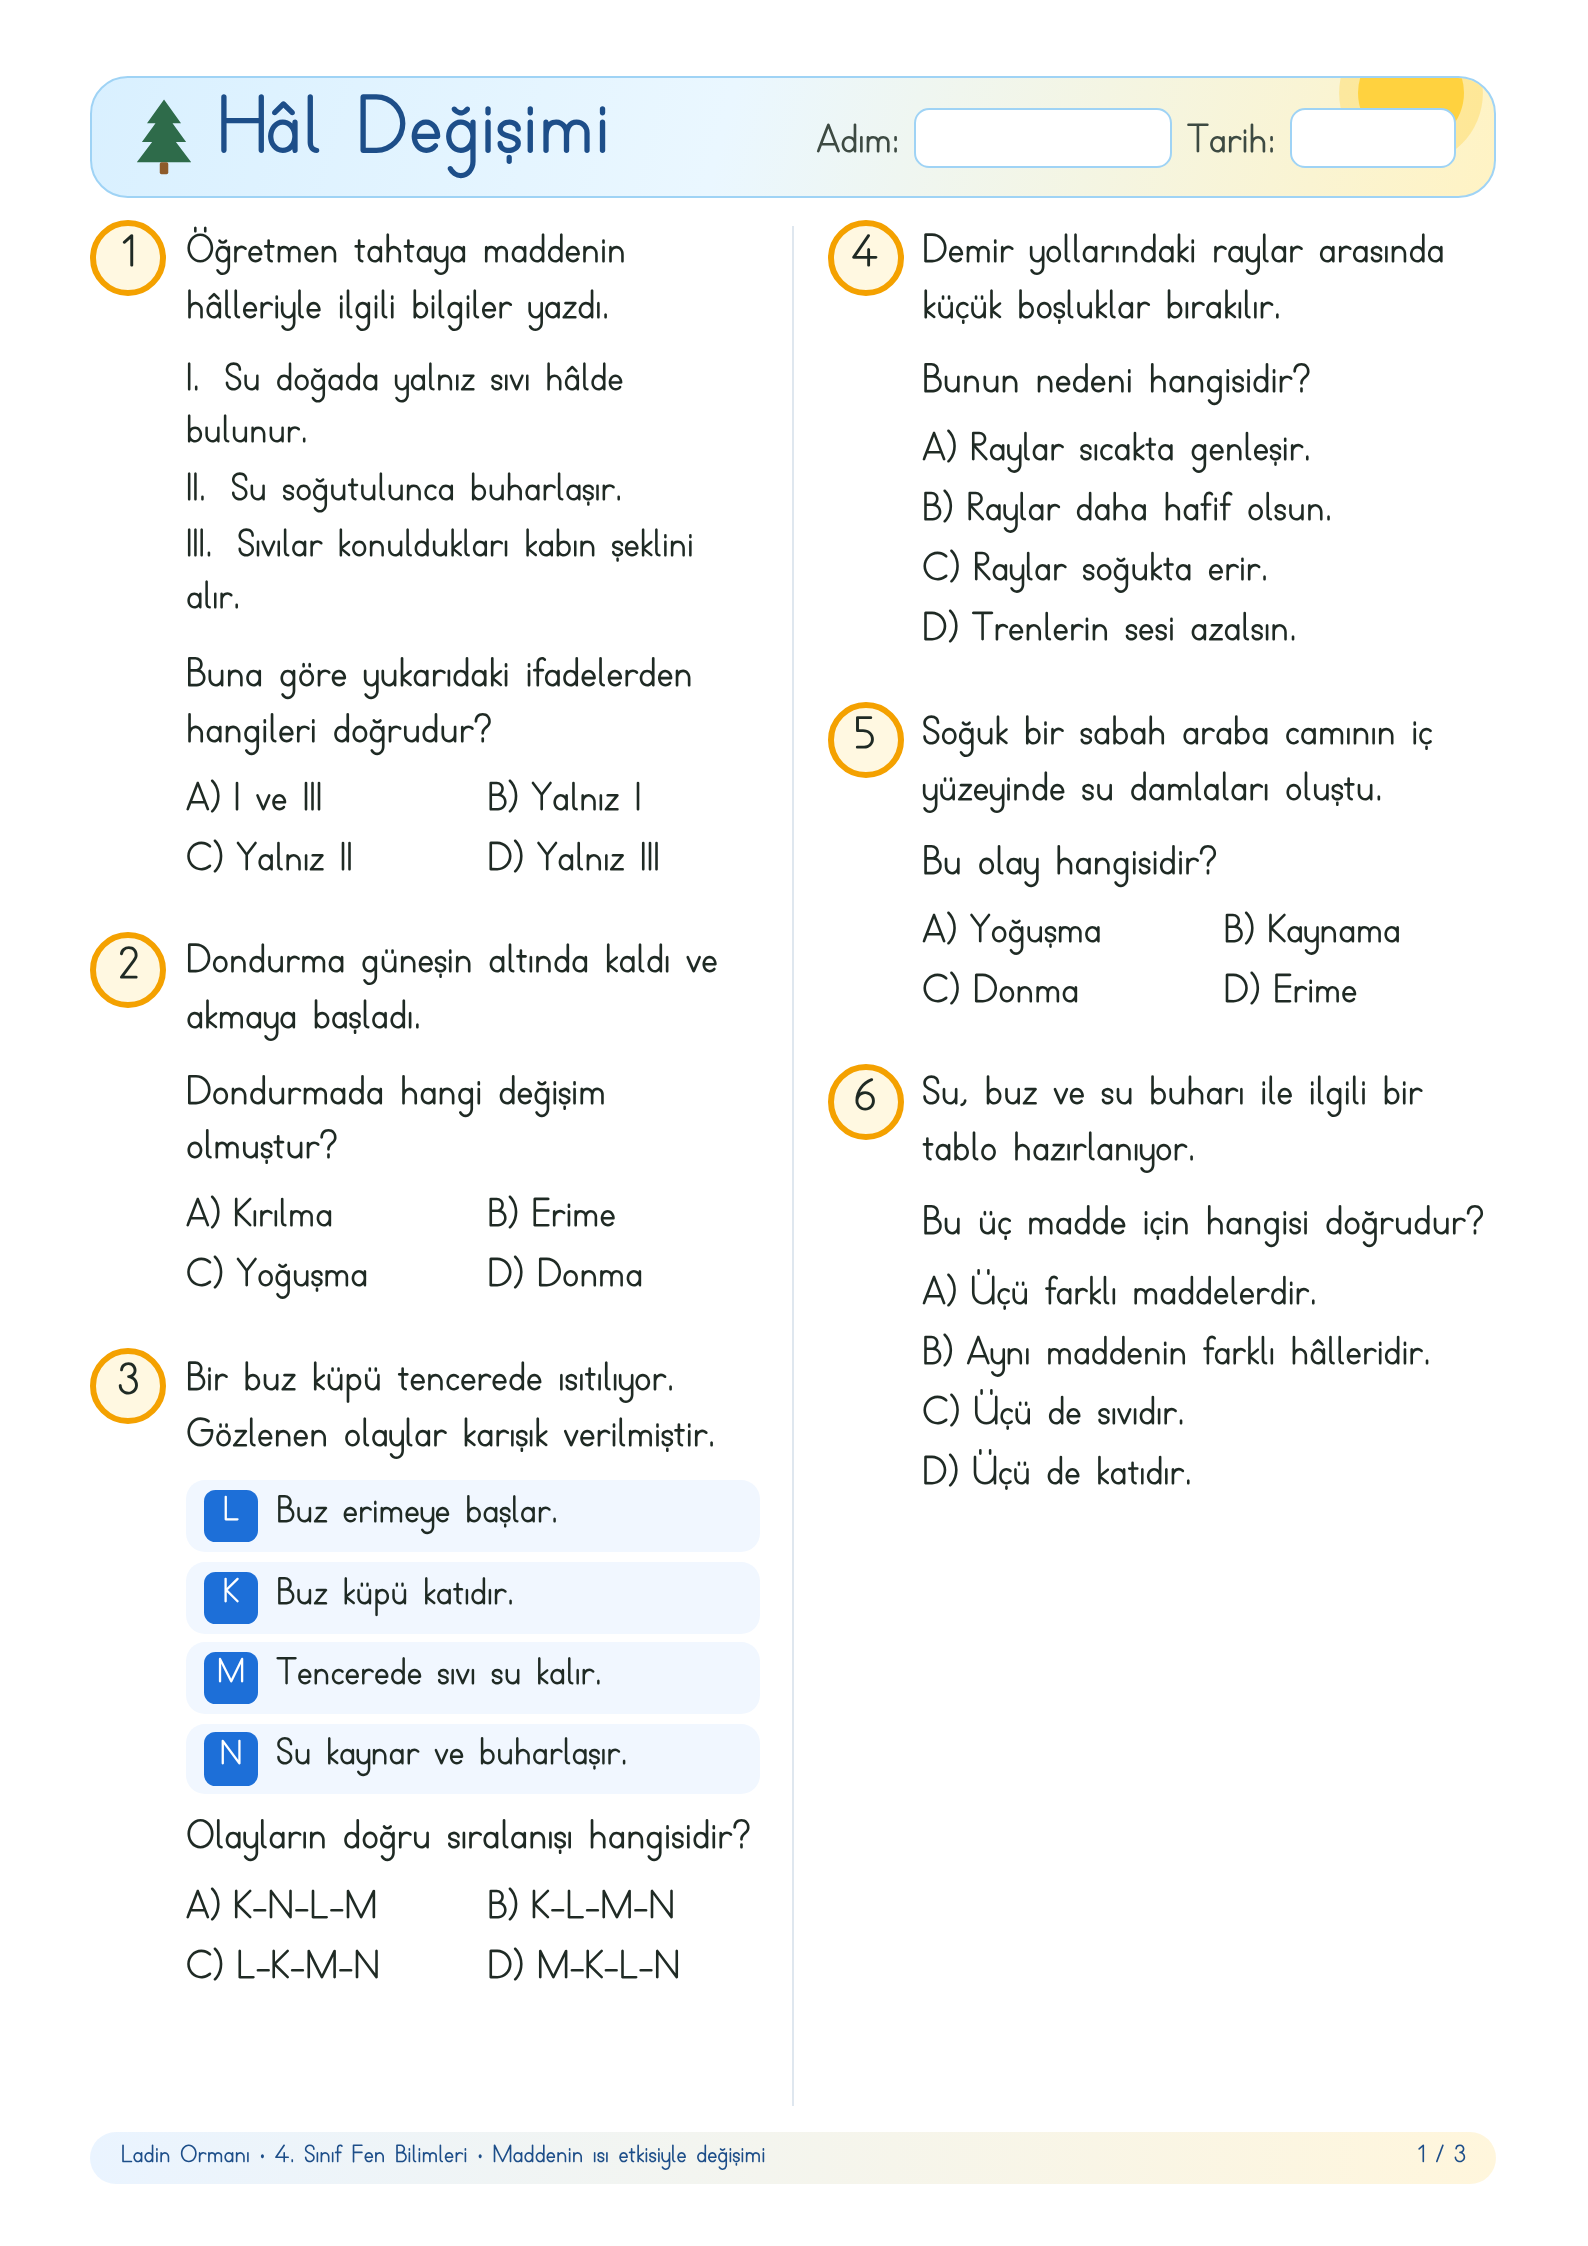 Hâl Değişimi
Adım:
Tarih:
1
Öğretmen tahtaya maddenin
hâlleriyle ilgili bilgiler yazdı.
I. Su doğada yalnız sıvı hâlde
bulunur.
II. Su soğutulunca buharlaşır.
III. Sıvılar konuldukları kabın şeklini
alır.
Buna göre yukarıdaki ifadelerden
hangileri doğrudur?
A) I ve III
B) Yalnız I
C) Yalnız II
D) Yalnız III
2
Dondurma güneşin altında kaldı ve
akmaya başladı.
Dondurmada hangi değişim
olmuştur?
A) Kırılma
B) Erime
C) Yoğuşma
D) Donma
3
Bir buz küpü tencerede ısıtılıyor.
Gözlenen olaylar karışık verilmiştir.
L Buz erimeye başlar.
K Buz küpü katıdır.
M Tencerede sıvı su kalır.
N Su kaynar ve buharlaşır.
Olayların doğru sıralanışı hangisidir?
A) K-N-L-M
B) K-L-M-N
C) L-K-M-N
D) M-K-L-N
4
Demir yollarındaki raylar arasında
küçük boşluklar bırakılır.
Bunun nedeni hangisidir?
A) Raylar sıcakta genleşir.
B) Raylar daha hafif olsun.
C) Raylar soğukta erir.
D) Trenlerin sesi azalsın.
5
Soğuk bir sabah araba camının iç
yüzeyinde su damlaları oluştu.
Bu olay hangisidir?
A) Yoğuşma
B) Kaynama
C) Donma
D) Erime
6
Su, buz ve su buharı ile ilgili bir
tablo hazırlanıyor.
Bu üç madde için hangisi doğrudur?
A) Üçü farklı maddelerdir.
B) Aynı maddenin farklı hâlleridir.
C) Üçü de sıvıdır.
D) Üçü de katıdır.
Ladin Ormanı • 4. Sınıf Fen Bilimleri • Maddenin ısı etkisiyle değişimi
1 / 3